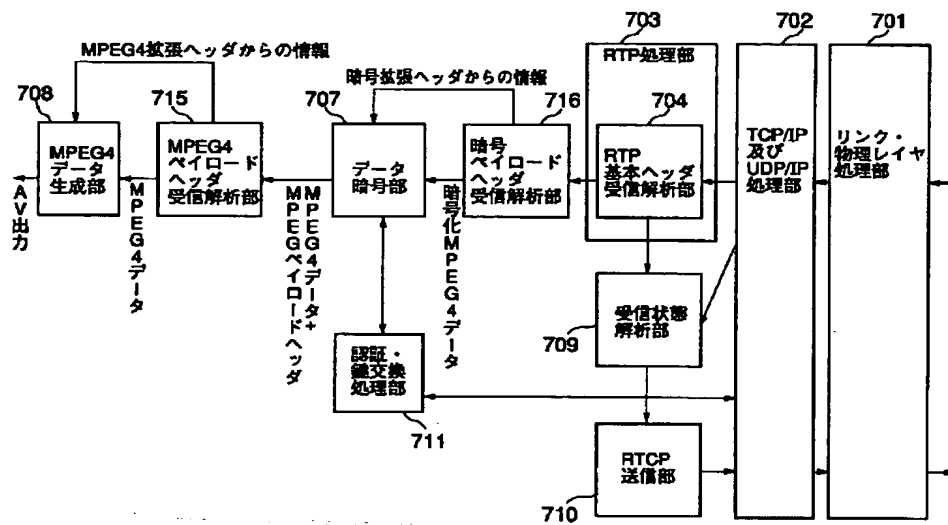 703
702
701
MPEG4拡張ヘッダからの情報
RTP処理部
暗号拡張ヘッダからの情報
708
715
707
716
704
MPEG4
データ
生成部
MPEG4
ペイロード
ヘッダ
受信解析部
データ
暗号部
暗号
ペイロード
ヘッダ
受信解析部
RTP
基本ヘッダ
受信解析部
TCP/IP
及び
UDP/IP
処理部
リンク・
物理レイヤ
処理部
AV出力
MPEG4データ
MPEG4データ+
MPEGペイロードヘッダ
暗号化MPEG4データ
709
受信状態
解析部
認証・
鍵交換
処理部
711
710
RTCP
送信部